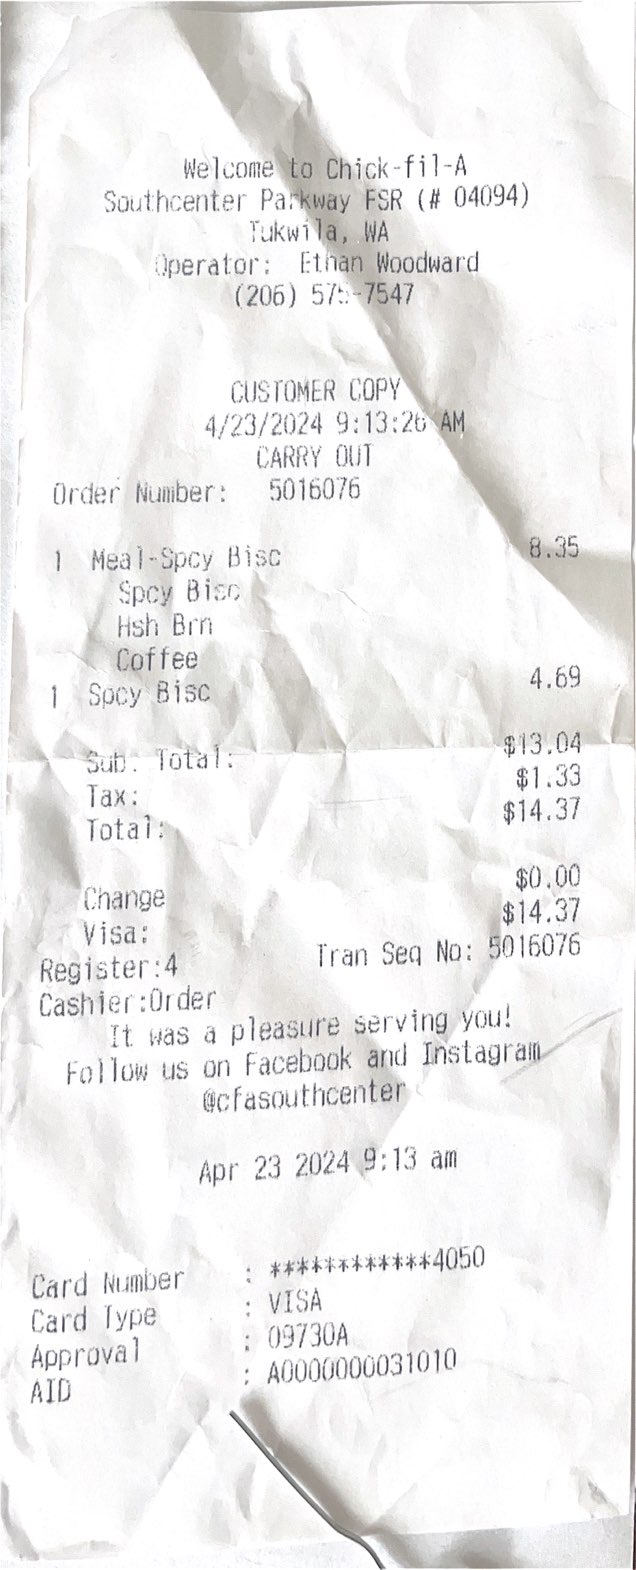 Welcome to Chick-fil-A
Southcenter Parkway FSR (# 04094)
Tukwila, WA
Operator: Ethan Woodward
(206) 575-7547
CUSTOMER COPY
4/23/2024 9:13:26 AM
CARRY OUT
Order Number: 5016076
1 Meal-Spcy Bisc 8.35
Spcy Bisc
Hsh Brn
Coffee
1 Spcy Bisc 4.69
Sub. Total: $13.04
Tax: $1.33
Total: $14.37
Change $0.00
Visa: $14.37
Register:4 Tran Seq No: 5016076
Cashier:Order
It was a pleasure serving you!
Follow us on Facebook and Instagram
@cfasouthcenter
Apr 23 2024 9:13 am
Card Number : ************4050
Card Type : VISA
Approval : 09730A
AID : A0000000031010